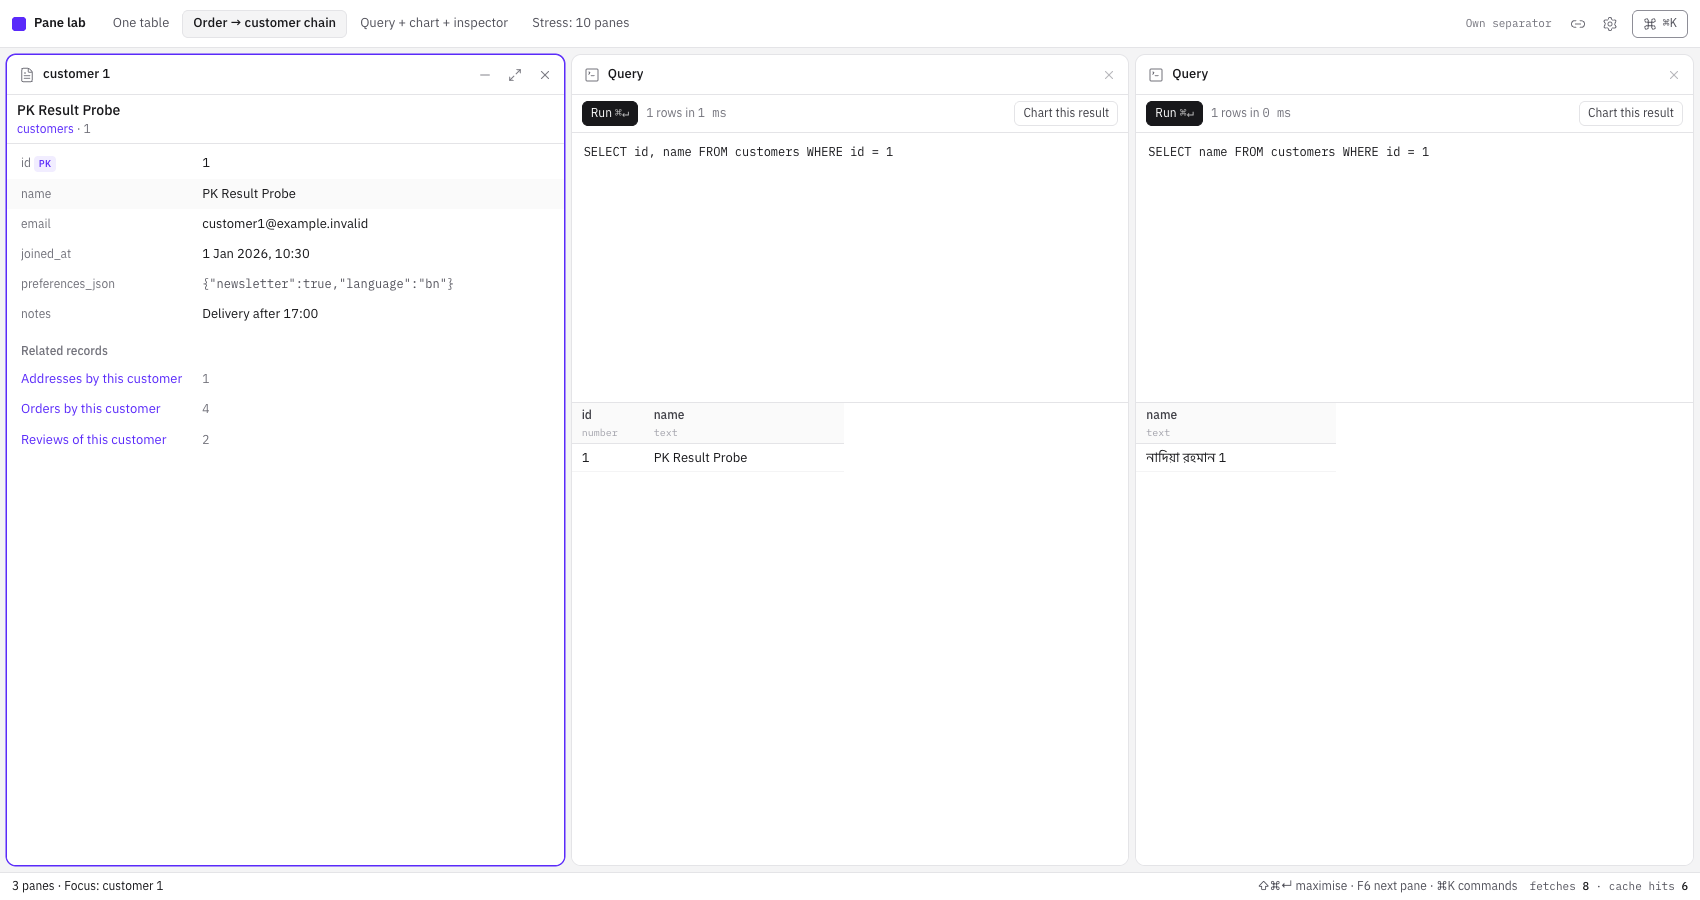 Pane lab One table Order → customer chain Query + chart + inspector Stress: 10 panes Own separator ⌘ ⌘K
customer 1
PK Result Probe
customers · 1
id PK 1
name PK Result Probe
email customer1@example.invalid
joined_at 1 Jan 2026, 10:30
preferences_json {"newsletter":true,"language":"bn"}
notes Delivery after 17:00
Related records
Addresses by this customer 1
Orders by this customer 4
Reviews of this customer 2
Query
Run ⌘↵ 1 rows in 1 ms Chart this result
SELECT id, name FROM customers WHERE id = 1
id name
number text
1 PK Result Probe
Query
Run ⌘↵ 1 rows in 0 ms Chart this result
SELECT name FROM customers WHERE id = 1
name
text
নাদিয়া রহমান 1
3 panes · Focus: customer 1 ⇧⌘↵ maximise · F6 next pane · ⌘K commands fetches 8 · cache hits 6